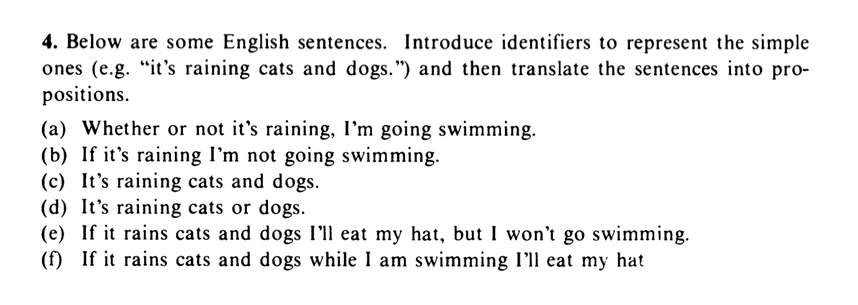 4. Below are some English sentences. Introduce identifiers to represent the simple
ones (e.g. “it’s raining cats and dogs.”) and then translate the sentences into pro-
positions.
(a) Whether or not it’s raining, I’m going swimming.
(b) If it’s raining I’m not going swimming.
(c) It’s raining cats and dogs.
(d) It’s raining cats or dogs.
(e) If it rains cats and dogs I’ll eat my hat, but I won’t go swimming.
(f) If it rains cats and dogs while I am swimming I’ll eat my hat